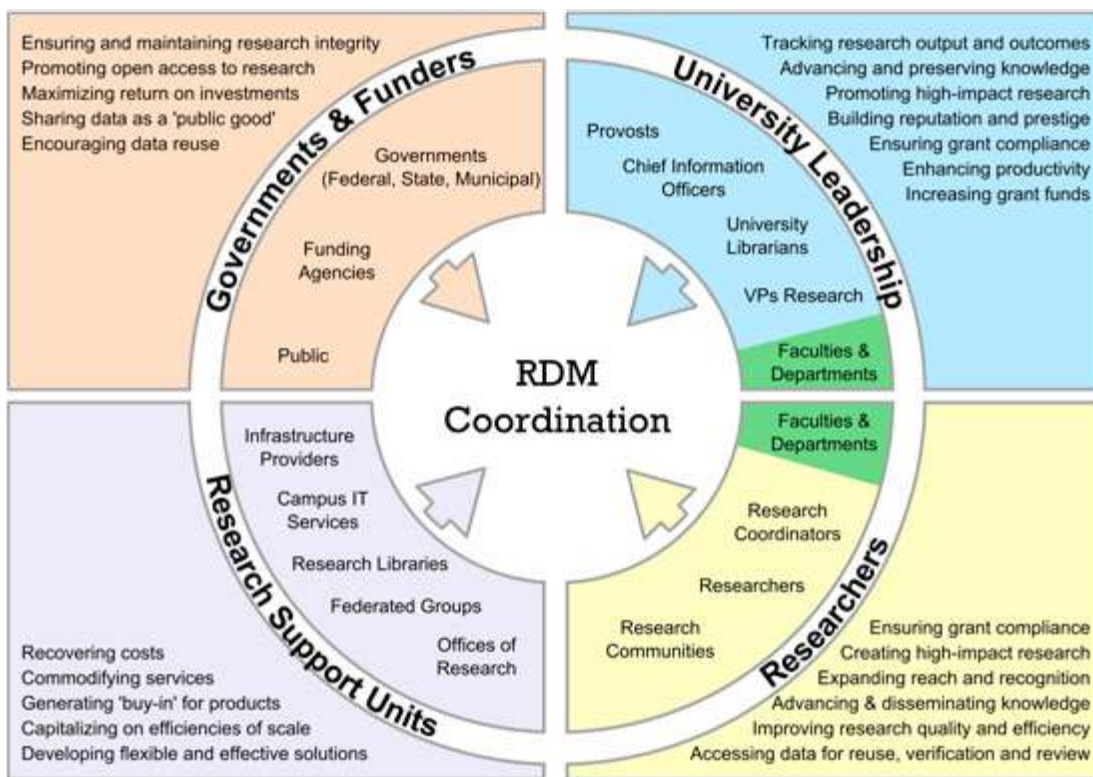 Ensuring and maintaining research integrity
Promoting open access to research
Maximizing return on investments
Sharing data as a 'public good'
Encouraging data reuse
Governments & Funders
Governments
(Federal, State, Municipal)
Funding
Agencies
Public
Tracking research output and outcomes
Advancing and preserving knowledge
Promoting high-impact research
Building reputation and prestige
Ensuring grant compliance
Enhancing productivity
Increasing grant funds
University Leadership
Provosts
Chief Information
Officers
University
Librarians
VPs Research
Faculties &
Departments
RDM
Coordination
Infrastructure
Providers
Campus IT
Services
Research Libraries
Federated Groups
Offices of
Research
Research Support Units
Recovering costs
Commodifying services
Generating 'buy-in' for products
Capitalizing on efficiencies of scale
Developing flexible and effective solutions
Faculties &
Departments
Research
Coordinators
Researchers
Research
Communities
Researchers
Ensuring grant compliance
Creating high-impact research
Expanding reach and recognition
Advancing & disseminating knowledge
Improving research quality and efficiency
Accessing data for reuse, verification and review